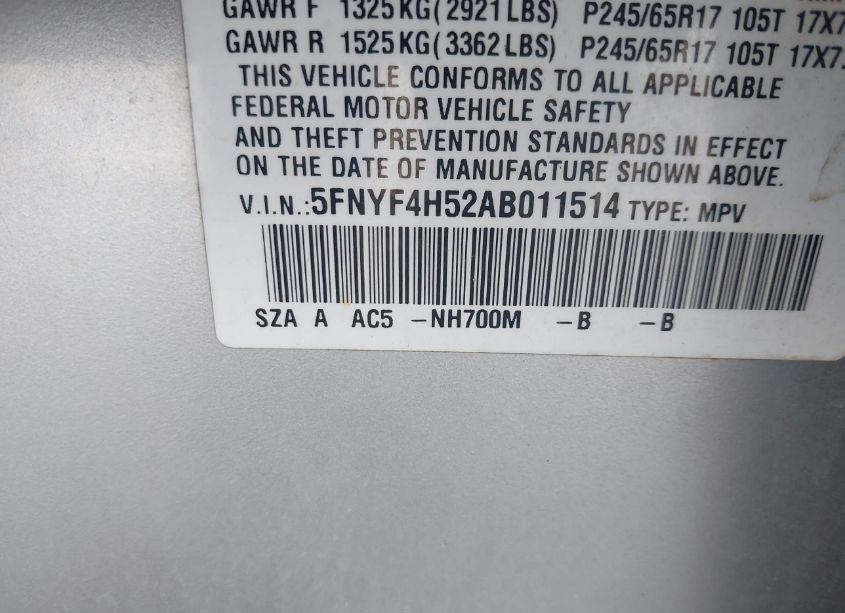 GAWR F 1325KG(2921LBS) P245/65R17 105T 17X7
GAWR R 1525KG(3362LBS) P245/65R17 105T 17X7.
THIS VEHICLE CONFORMS TO ALL APPLICABLE
FEDERAL MOTOR VEHICLE SAFETY
AND THEFT PREVENTION STANDARDS IN EFFECT
ON THE DATE OF MANUFACTURE SHOWN ABOVE.
V.I.N.:5FNYF4H52AB011514 TYPE: MPV
SZA A AC5 -NH700M -B -B